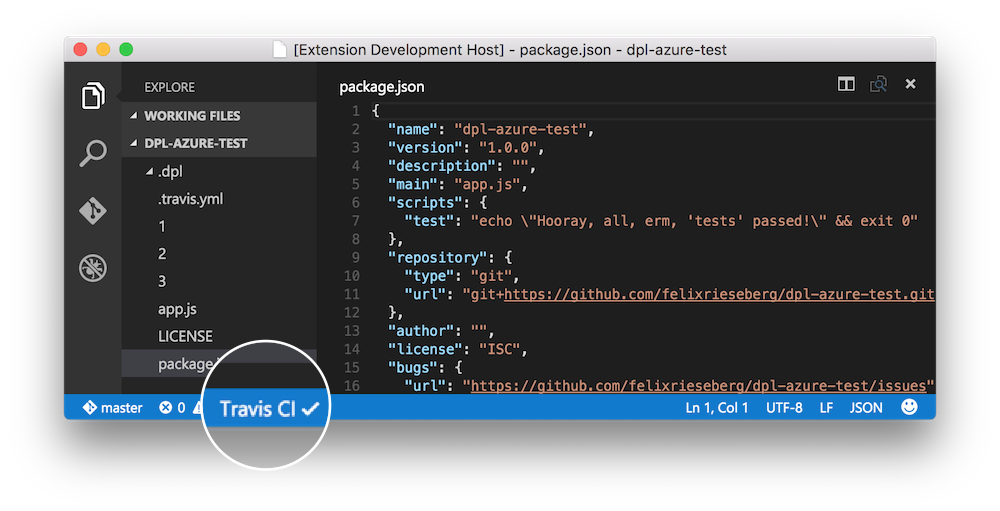 [Extension Development Host] - package.json - dpl-azure-test
EXPLORE
WORKING FILES
DPL-AZURE-TEST
.dpl
.travis.yml
1
2
3
app.js
LICENSE
package.
package.json
1 {
2 "name": "dpl-azure-test",
3 "version": "1.0.0",
4 "description": "",
5 "main": "app.js",
6 "scripts": {
7 "test": "echo \"Hooray, all, erm, 'tests' passed!\" && exit 0"
8 },
9 "repository": {
10 "type": "git",
11 "url": "git+https://github.com/felixrieseberg/dpl-azure-test.git
12 },
13 "author": "",
14 "license": "ISC",
15 "bugs": {
16 "url": "https://github.com/felixrieseberg/dpl-azure-test/issues"
master 0 Travis CI ✓ Ln 1, Col 1 UTF-8 LF JSON